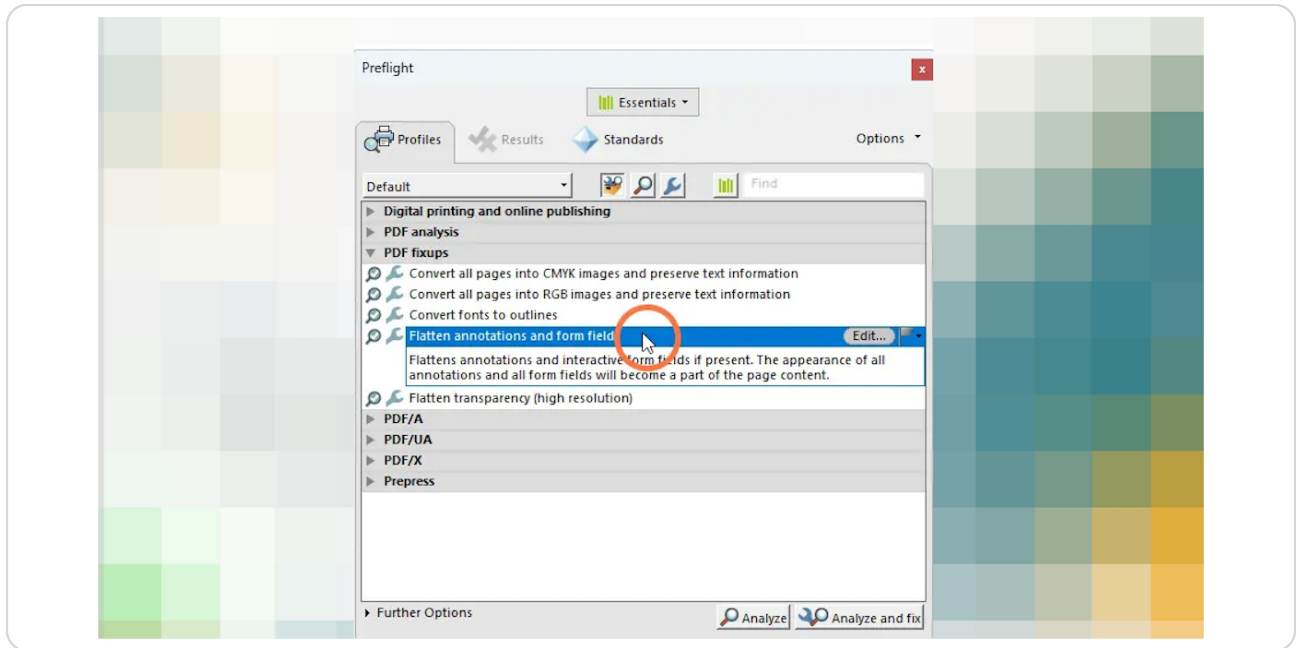 Preflight
x
Essentials
Profiles
Results
Standards
Options
Default
Find
Digital printing and online publishing
PDF analysis
PDF fixups
Convert all pages into CMYK images and preserve text information
Convert all pages into RGB images and preserve text information
Convert fonts to outlines
Flatten annotations and form field
Edit...
Flattens annotations and interactive form fields if present. The appearance of all
annotations and all form fields will become a part of the page content.
Flatten transparency (high resolution)
PDF/A
PDF/UA
PDF/X
Prepress
Further Options
Analyze
Analyze and fix